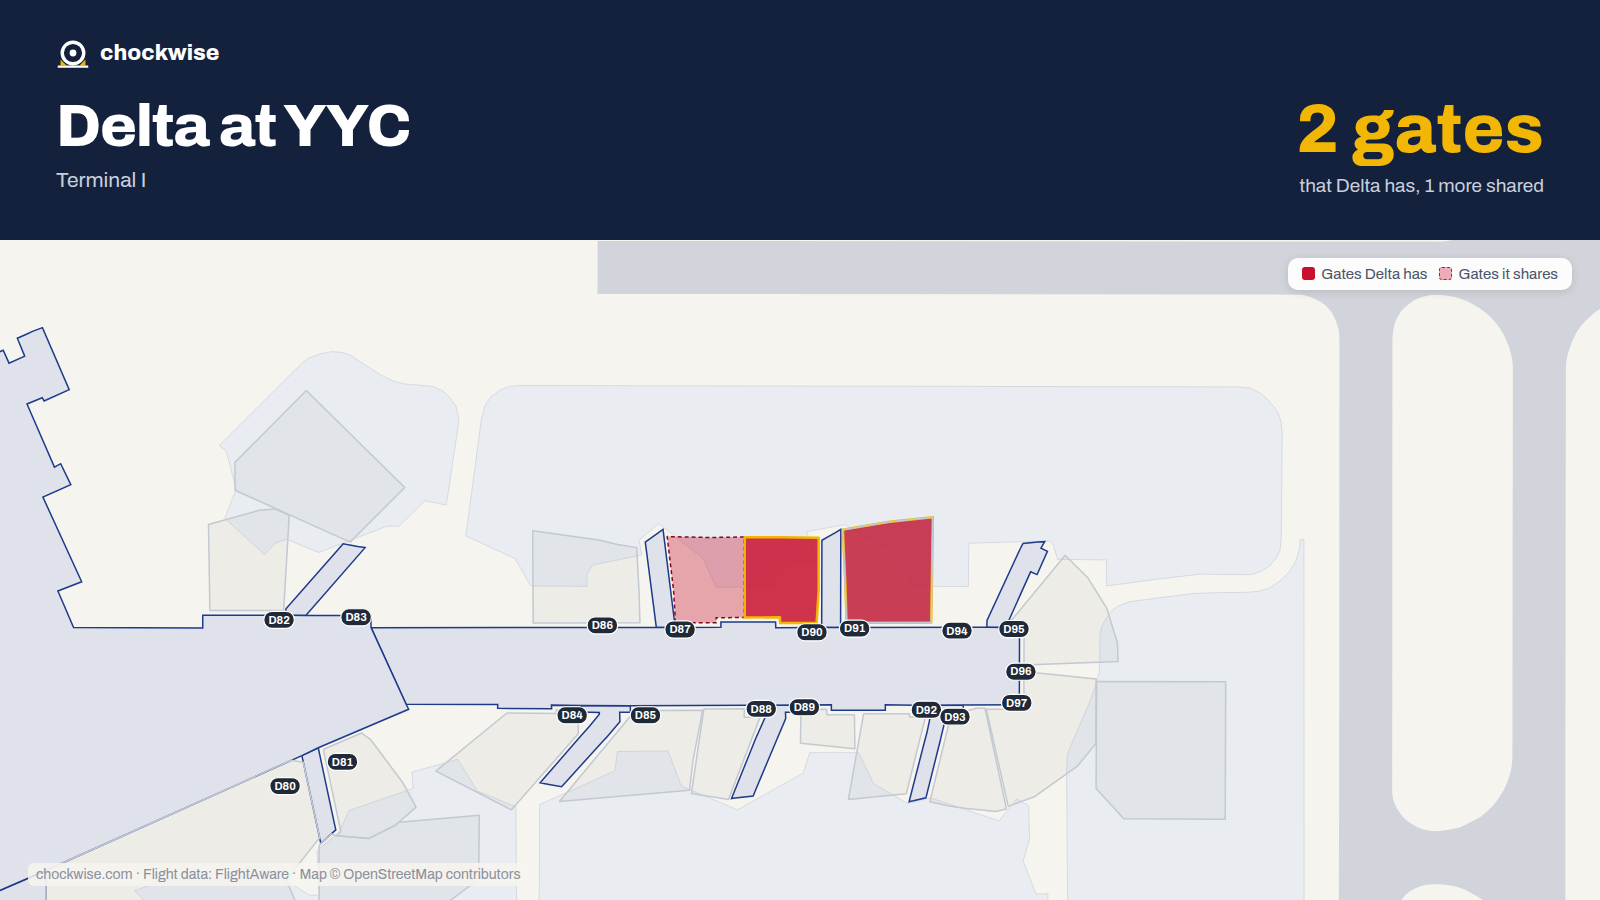 chockwise
Delta at YYC
Terminal I
2 gates
that Delta has, 1 more shared
Gates Delta has
Gates it shares
D82
D83
D86
D87
D90
D91
D94
D95
D96
D97
D84
D85
D88
D89
D92
D93
D81
D80
chockwise.com · Flight data: FlightAware · Map © OpenStreetMap contributors